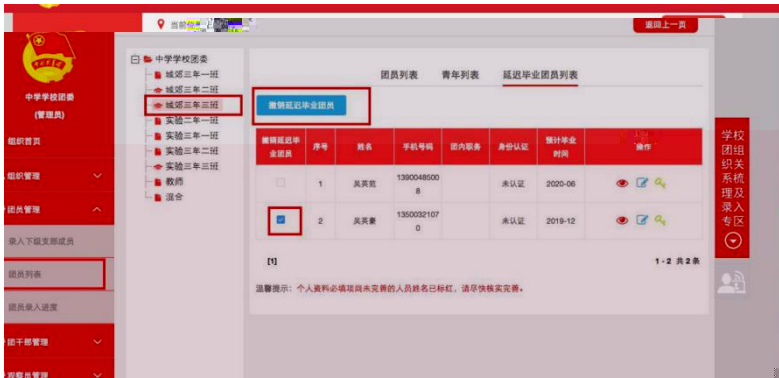 当前位置
返回上一页
中学学校团委
(管理员)
组织首页
组织管理
团员管理
录入下级支部成员
团员列表
团员录入进度
团干部管理
观察员管理
中学学校团委
城郊三年一班
城郊三年二班
城郊三年三班
实验二年一班
实验三年一班
实验三年二班
实验三年三班
教师
混合
团员列表 青年列表 延迟毕业团员列表
撤销延迟毕业团员
撤销延迟毕业团员 序号 姓名 手机号码 团内职务 身份认证 预计毕业时间 操作
1 13900485008 未认证 2020-06
2 13500321070 未认证 2019-12
[1] 1-2 共2条
温馨提示：个人资料必填项尚未完善的人员姓名已标红，请尽快核实完善。
学校
团组
织关
系统
理及
录入
专区